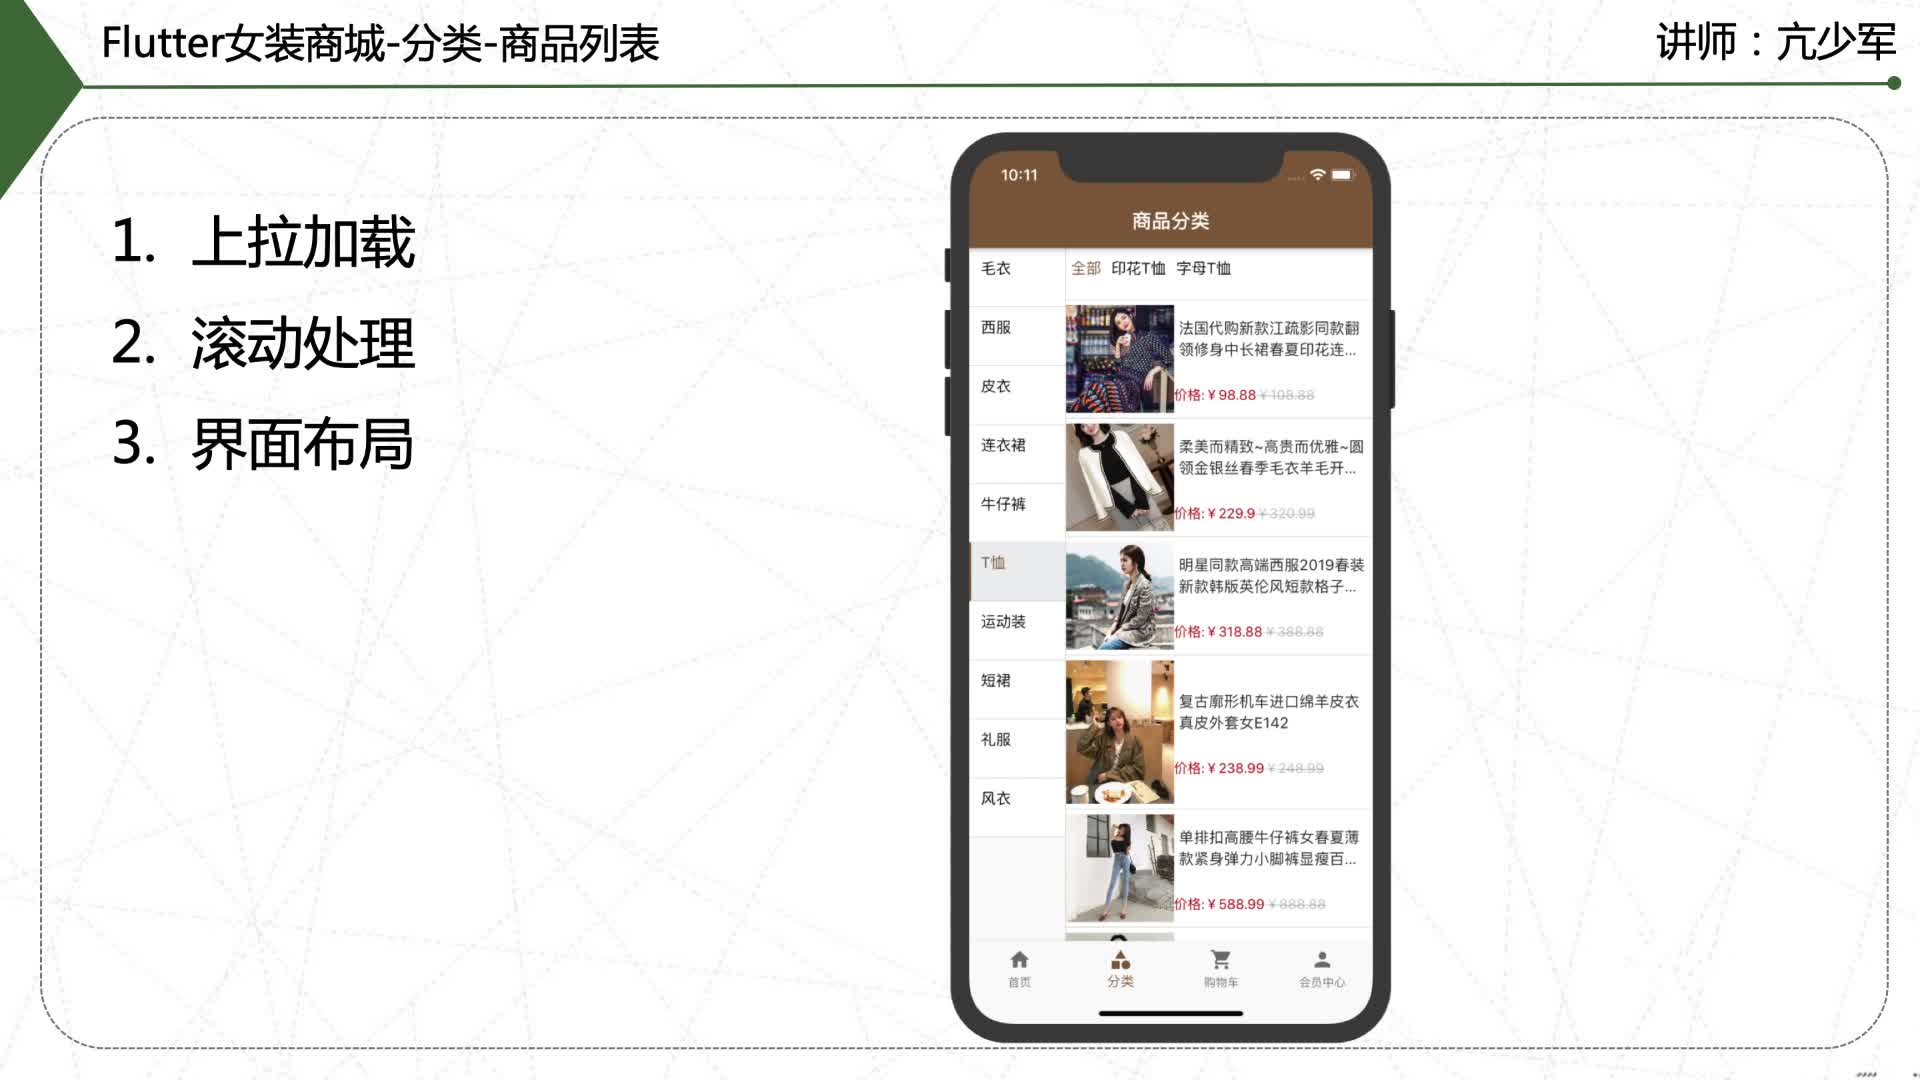 Flutter女装商城-分类-商品列表
讲师：亢少军
1. 上拉加载
2. 滚动处理
3. 界面布局
10:11
商品分类
毛衣
西服
皮衣
连衣裙
牛仔裤
T恤
运动装
短裙
礼服
风衣
全部 印花T恤 字母T恤
法国代购新款江疏影同款翻
领修身中长裙春夏印花连...
价格:￥98.88 ￥108.88
柔美而精致~高贵而优雅~圆
领金银丝春季毛衣羊毛开...
价格:￥229.9 ￥320.99
明星同款高端西服2019春装
新款韩版英伦风短款格子...
价格:￥318.88 ￥388.88
复古廓形机车进口绵羊皮衣
真皮外套女E142
价格:￥238.99 ￥248.99
单排扣高腰牛仔裤女春夏薄
款紧身弹力小脚裤显瘦百...
价格:￥588.99 ￥888.88
首页
分类
购物车
会员中心